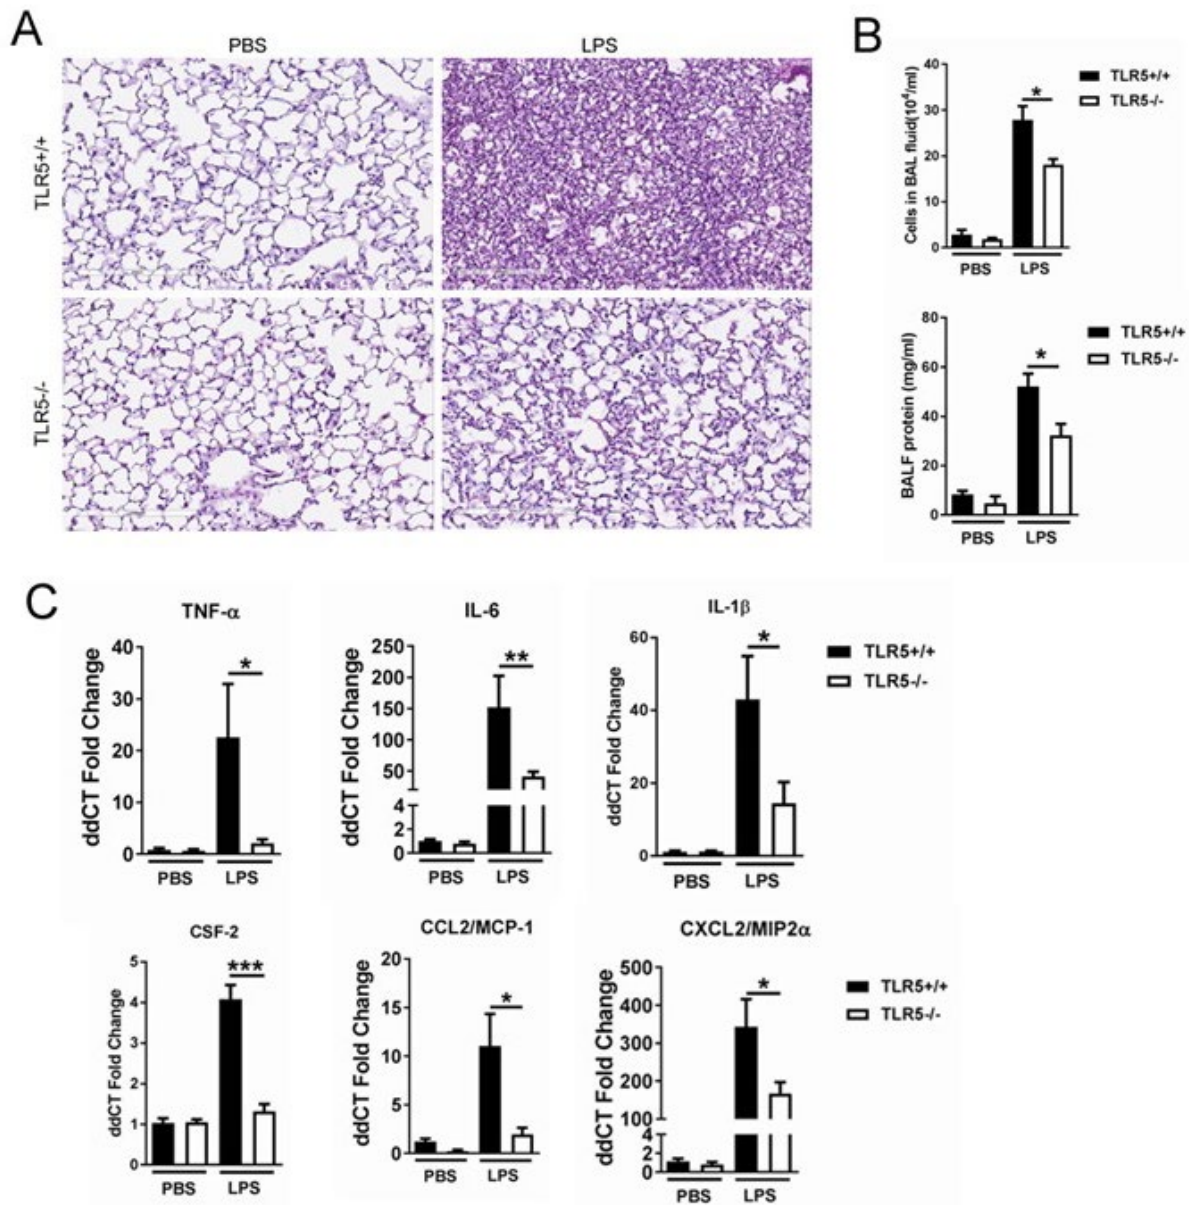 A
PBS
LPS
TLR5+/+
TLR5-/-
B
Cells in BAL fluid(10⁴/ml)
40
30
20
10
0
*
PBS
LPS
TLR5+/+
TLR5-/-
BALF protein (mg/ml)
80
60
40
20
0
*
PBS
LPS
TLR5+/+
TLR5-/-
C
TNF-α
ddCT Fold Change
40
30
20
10
0
*
PBS
LPS
IL-6
ddCT Fold Change
250
200
150
100
50
4
2
0
**
PBS
LPS
IL-1β
ddCT Fold Change
60
40
20
0
*
PBS
LPS
TLR5+/+
TLR5-/-
CSF-2
ddCT Fold Change
5
4
3
2
1
0
***
PBS
LPS
CCL2/MCP-1
ddCT Fold Change
20
15
10
5
0
*
PBS
LPS
CXCL2/MIP2α
ddCT Fold Change
500
400
300
200
100
4
2
0
*
PBS
LPS
TLR5+/+
TLR5-/-